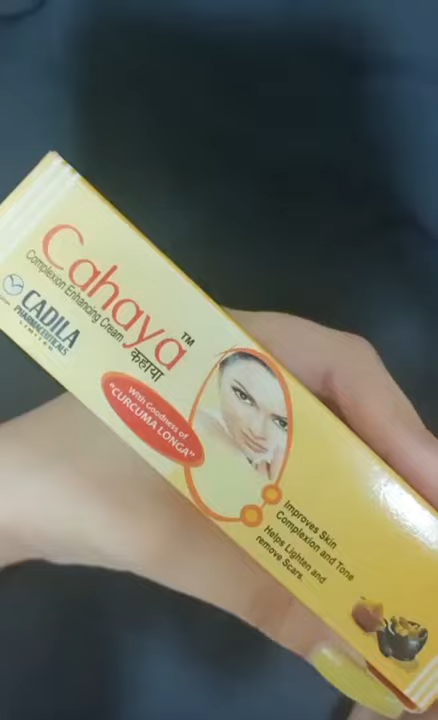 Cahaya™
Complexion Enhancing Cream
कहाया
CADILA
PHARMACEUTICALS
LIMITED
With Goodness of
"CURCUMA LONGA"
Improves Skin
Complexion and Tone
Helps Lighten and
remove Scars.